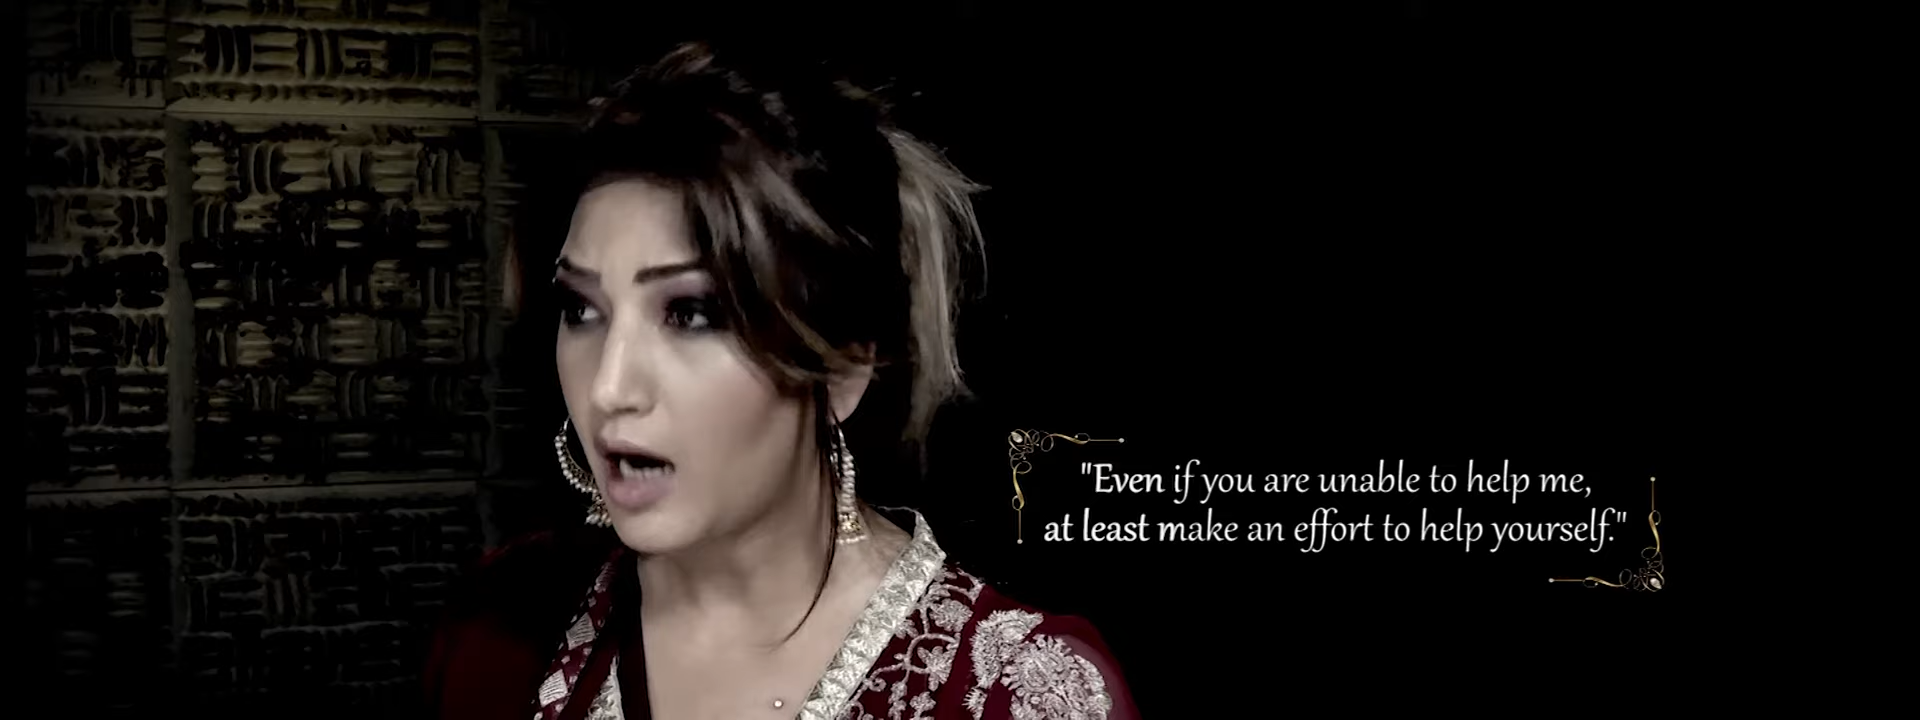 "Even if you are unable to help me,
at least make an effort to help yourself."